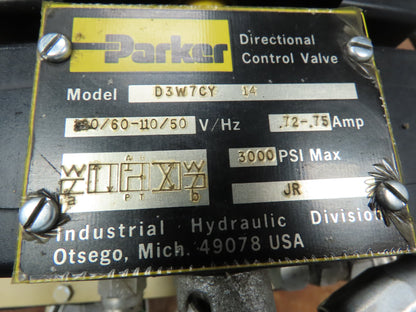 Parker Directional
Control Valve
Model D3W7CY 14
120/60-110/50 V/Hz .72-.75 Amp
A B
3000 PSI Max
a P T b
JR
Industrial Hydraulic Division
Otsego, Mich. 49078 USA